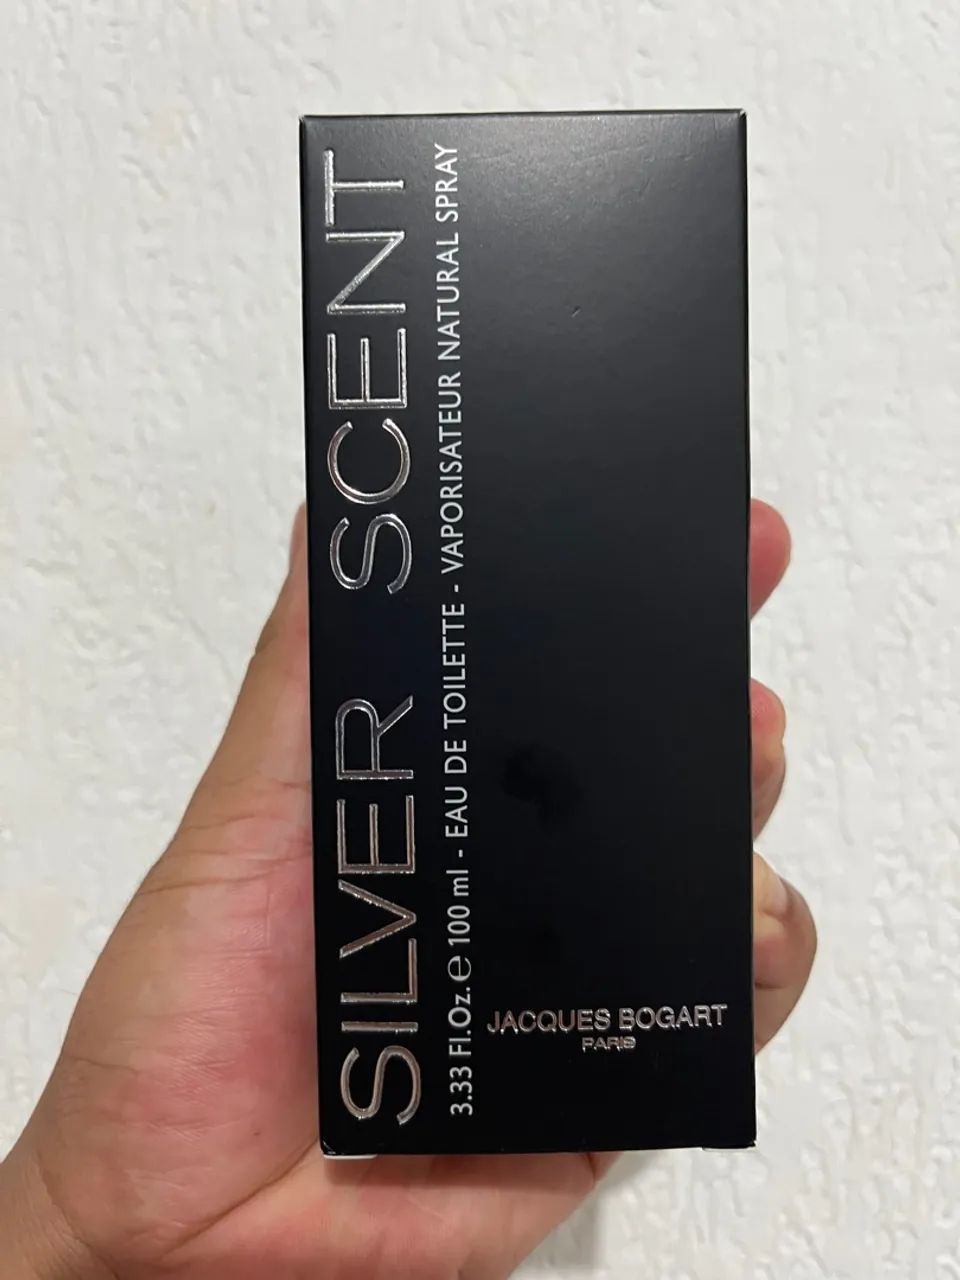 SILVER SCENT
3.33 Fl.Oz. ℮ 100 ml - EAU DE TOILETTE - VAPORISATEUR NATURAL SPRAY
JACQUES BOGART
PARIS